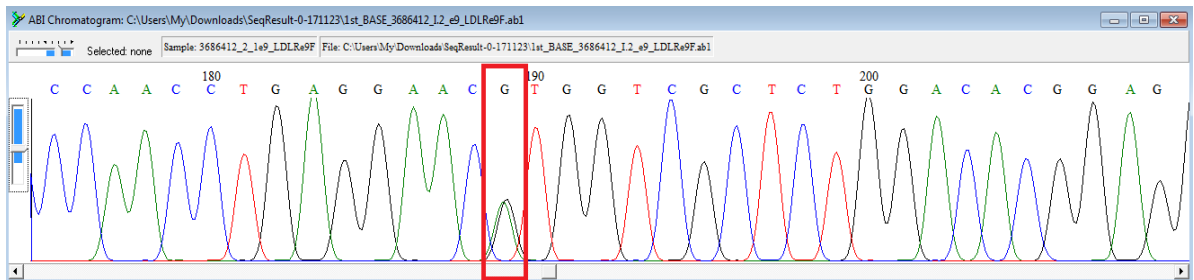 ABI Chromatogram: C:\Users\My\Downloads\SeqResult-0-171123\1st_BASE_3686412_I.2_e9_LDLRe9F.ab1
Selected: none Sample: 3686412_2_1e9_LDLRe9F File: C:\Users\My\Downloads\SeqResult-0-171123\1st_BASE_3686412_I.2_e9_LDLRe9F.ab1
180 190 200
C C A A C C T G A G G A A C G T G G T C G C T C T G G A C A C G G A G